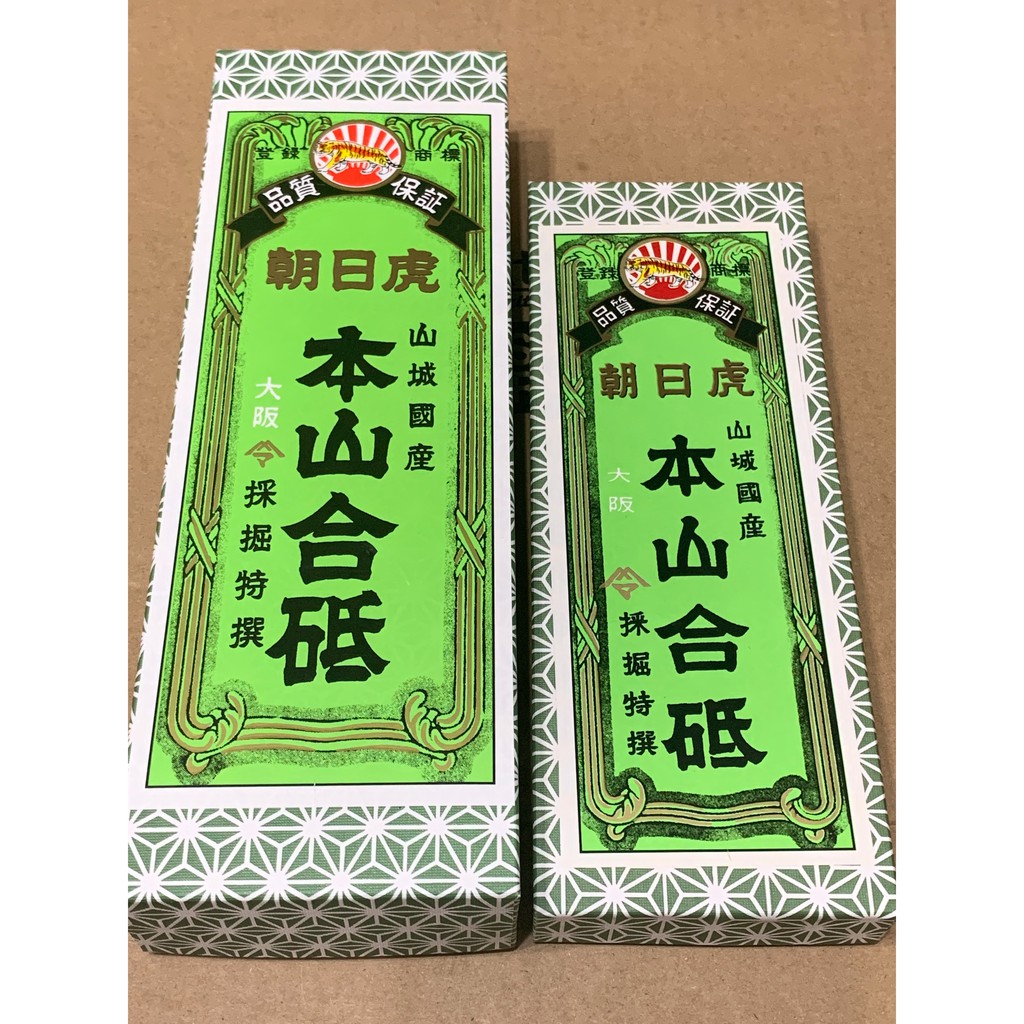 登録 商標
品質 保証
朝日虎
山城國産
本山合砥
大阪
採掘特撰
登録 商標
品質 保証
朝日虎
山城國産
本山合砥
大阪
採掘特撰